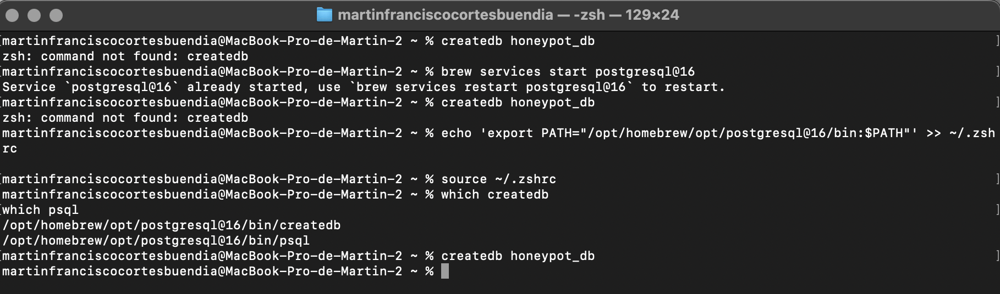 martinfranciscocortesbuendia — -zsh — 129×24
[martinfranciscocortesbuendia@MacBook-Pro-de-Martin-2 ~ % createdb honeypot_db ]
zsh: command not found: createdb
[martinfranciscocortesbuendia@MacBook-Pro-de-Martin-2 ~ % brew services start postgresql@16 ]
Service `postgresql@16` already started, use `brew services restart postgresql@16` to restart.
[martinfranciscocortesbuendia@MacBook-Pro-de-Martin-2 ~ % createdb honeypot_db ]
zsh: command not found: createdb
martinfranciscocortesbuendia@MacBook-Pro-de-Martin-2 ~ % echo 'export PATH="/opt/homebrew/opt/postgresql@16/bin:$PATH"' >> ~/.zsh
rc
[martinfranciscocortesbuendia@MacBook-Pro-de-Martin-2 ~ % source ~/.zshrc ]
martinfranciscocortesbuendia@MacBook-Pro-de-Martin-2 ~ % which createdb
[which psql ]
/opt/homebrew/opt/postgresql@16/bin/createdb
/opt/homebrew/opt/postgresql@16/bin/psql
[martinfranciscocortesbuendia@MacBook-Pro-de-Martin-2 ~ % createdb honeypot_db ]
martinfranciscocortesbuendia@MacBook-Pro-de-Martin-2 ~ %